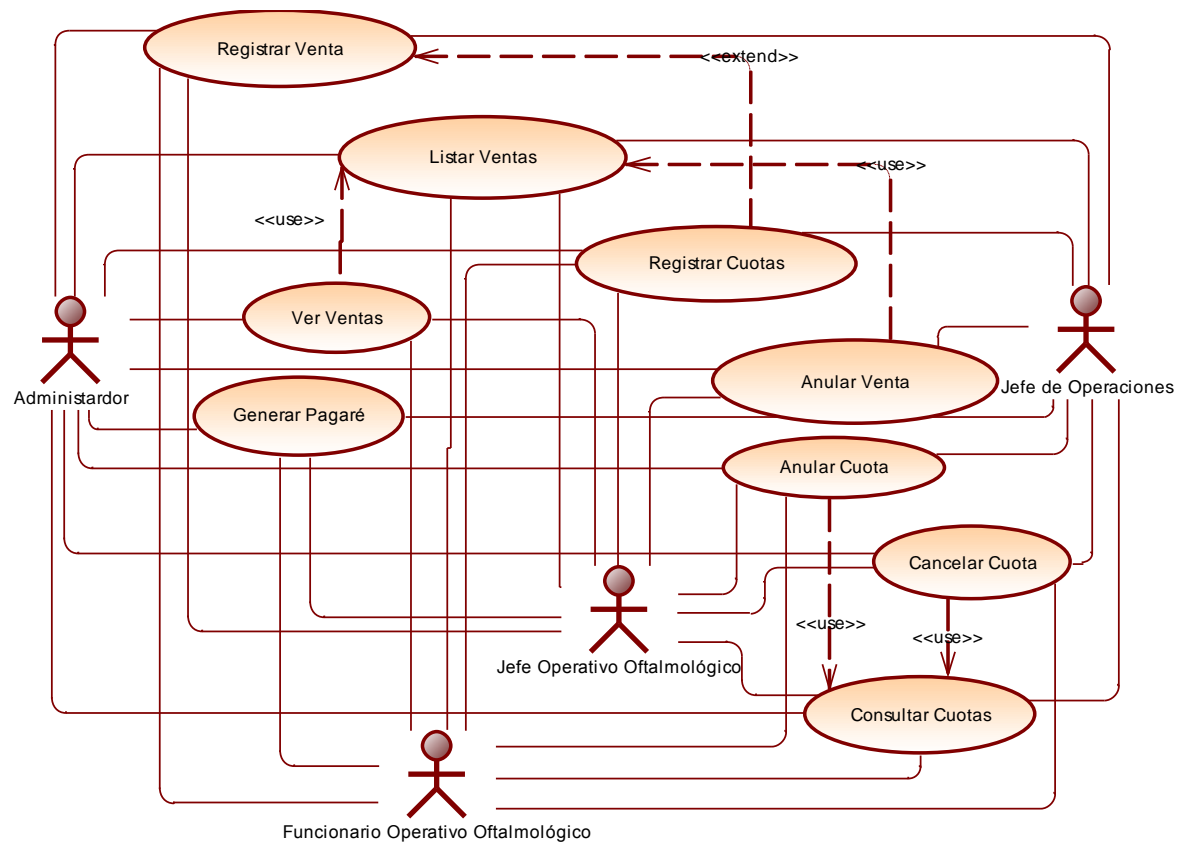 Registrar Venta
<<extend>>
Listar Ventas
<<use>>
<<use>>
Registrar Cuotas
Ver Ventas
Anular Venta
Jefe de Operaciones
Administardor
Generar Pagaré
Anular Cuota
Cancelar Cuota
<<use>>
<<use>>
Jefe Operativo Oftalmológico
Consultar Cuotas
Funcionario Operativo Oftalmológico